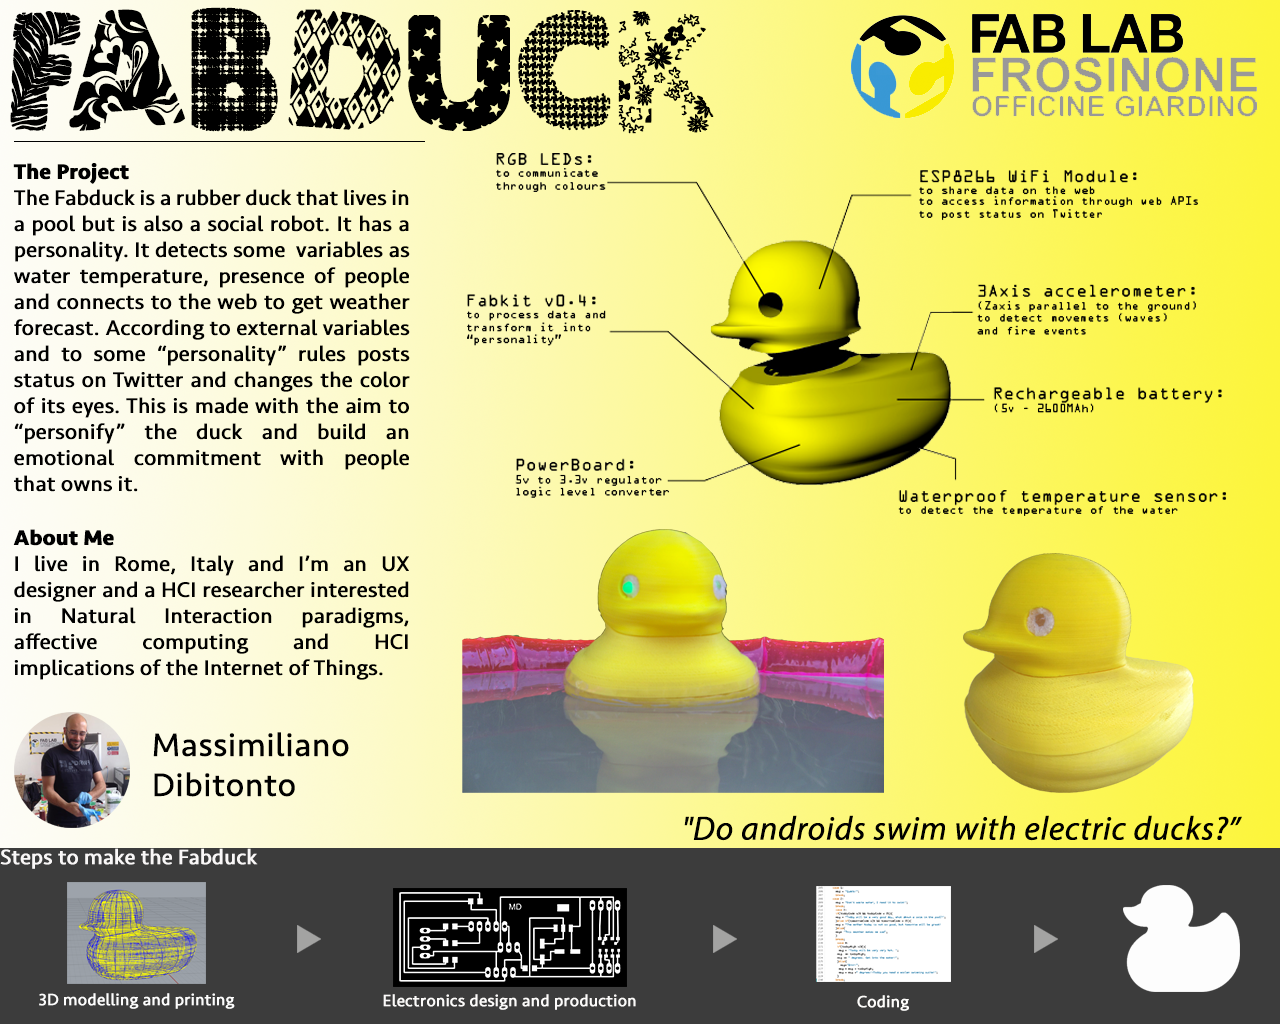 FABDUCK
FAB LAB
FROSINONE
OFFICINE GIARDINO
The Project
The Fabduck is a rubber duck that lives in
a pool but is also a social robot. It has a
personality. It detects some variables as
water temperature, presence of people
and connects to the web to get weather
forecast. According to external variables
and to some “personality” rules posts
status on Twitter and changes the color
of its eyes. This is made with the aim to
“personify” the duck and build an
emotional commitment with people
that owns it.
About Me
I live in Rome, Italy and I’m an UX
designer and a HCI researcher interested
in Natural Interaction paradigms,
affective computing and HCI
implications of the Internet of Things.
Massimiliano
Dibitonto
RGB LEDs:
to communicate
through colours
ESP8266 WiFi Module:
to share data on the web
to access information through web APIs
to post status on Twitter
Fabkit v0.4:
to process data and
transform it into
“personality”
3Axis accelerometer:
(Zaxis parallel to the ground)
to detect movemets (waves)
and fire events
Rechargeable battery:
(5v - 2600MAh)
PowerBoard:
5v to 3.3v regulator
logic level converter
Waterproof temperature sensor:
to detect the temperature of the water
"Do androids swim with electric ducks?”
Steps to make the Fabduck
MD
3D modelling and printing
Electronics design and production
Coding